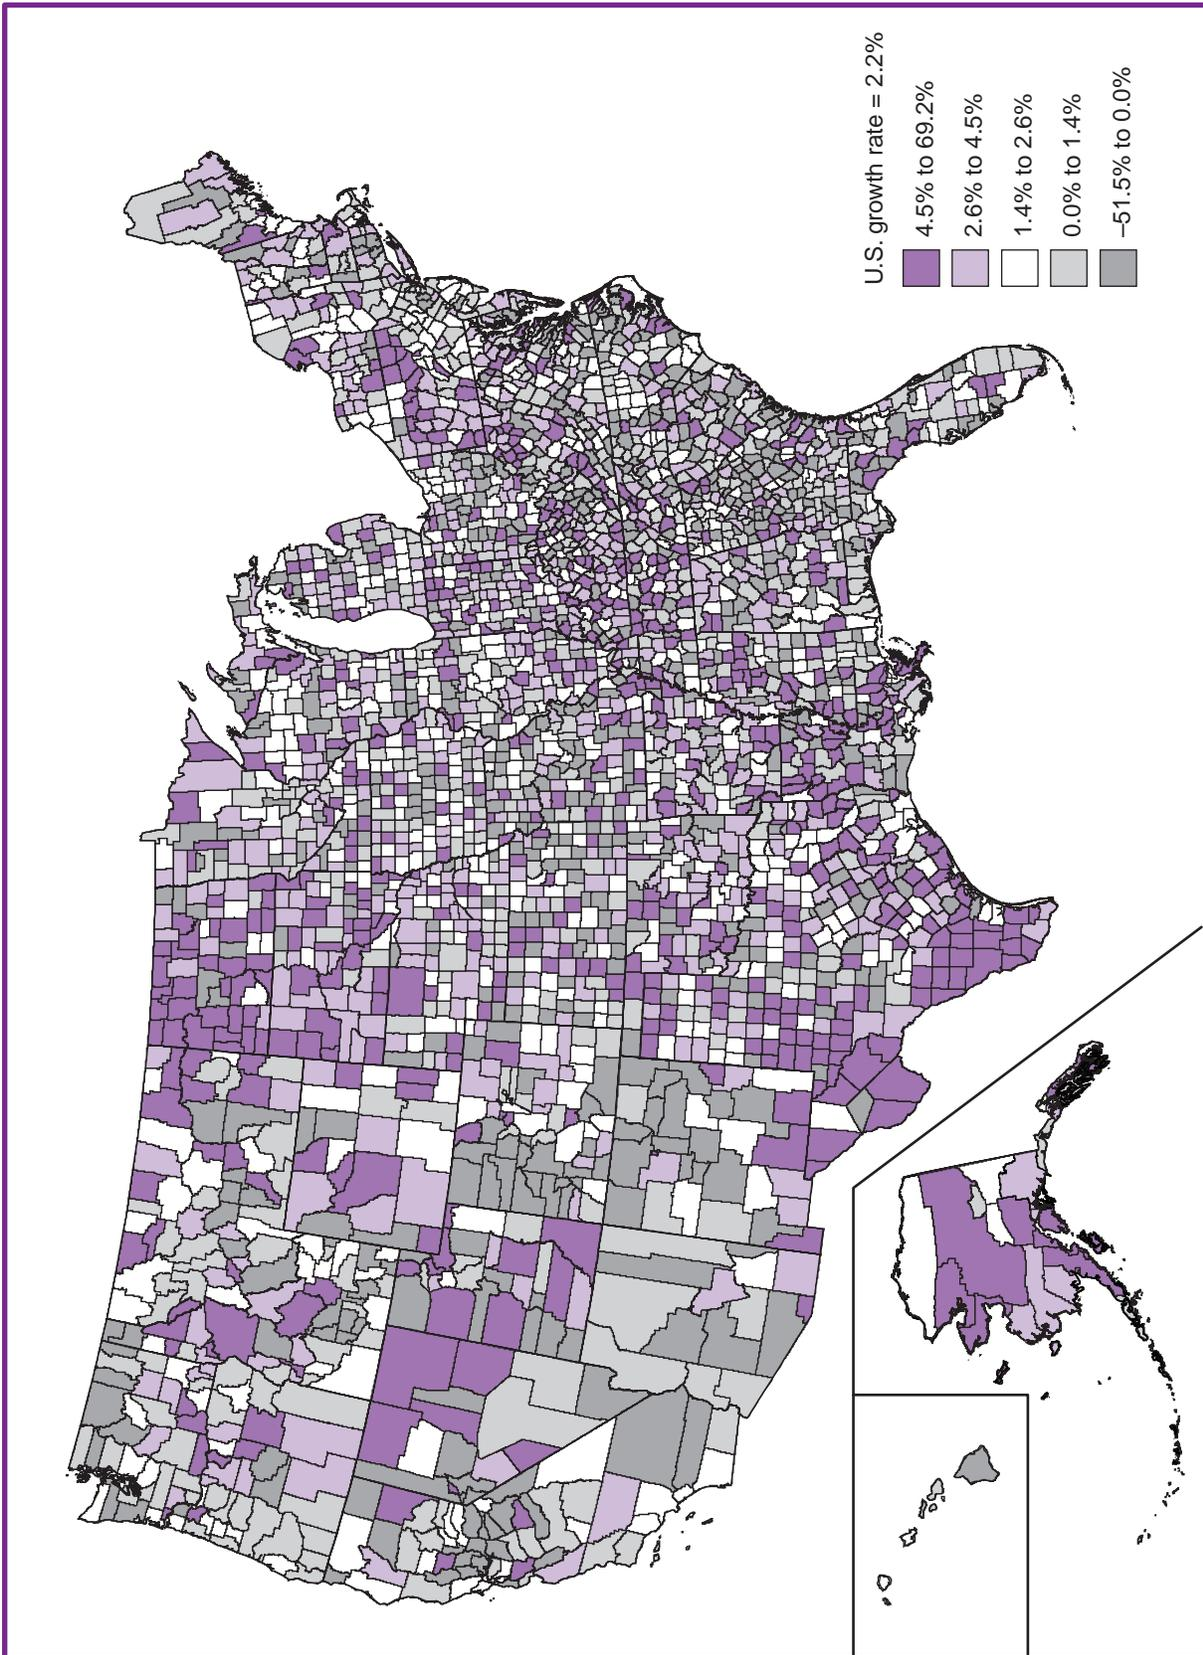 U.S. growth rate = 2.2%
4.5% to 69.2%
2.6% to 4.5%
1.4% to 2.6%
0.0% to 1.4%
–51.5% to 0.0%